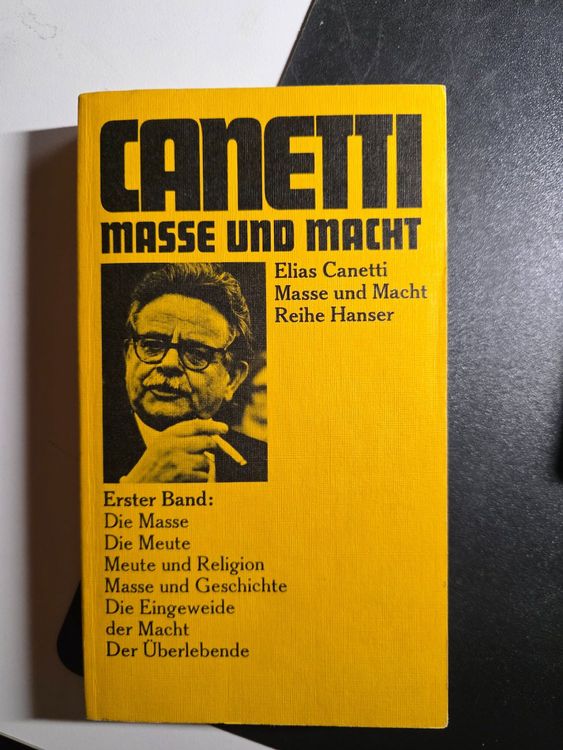 CANETTI
MASSE UND MACHT
Elias Canetti
Masse und Macht
Reihe Hanser
Erster Band:
Die Masse
Die Meute
Meute und Religion
Masse und Geschichte
Die Eingeweide
der Macht
Der Überlebende